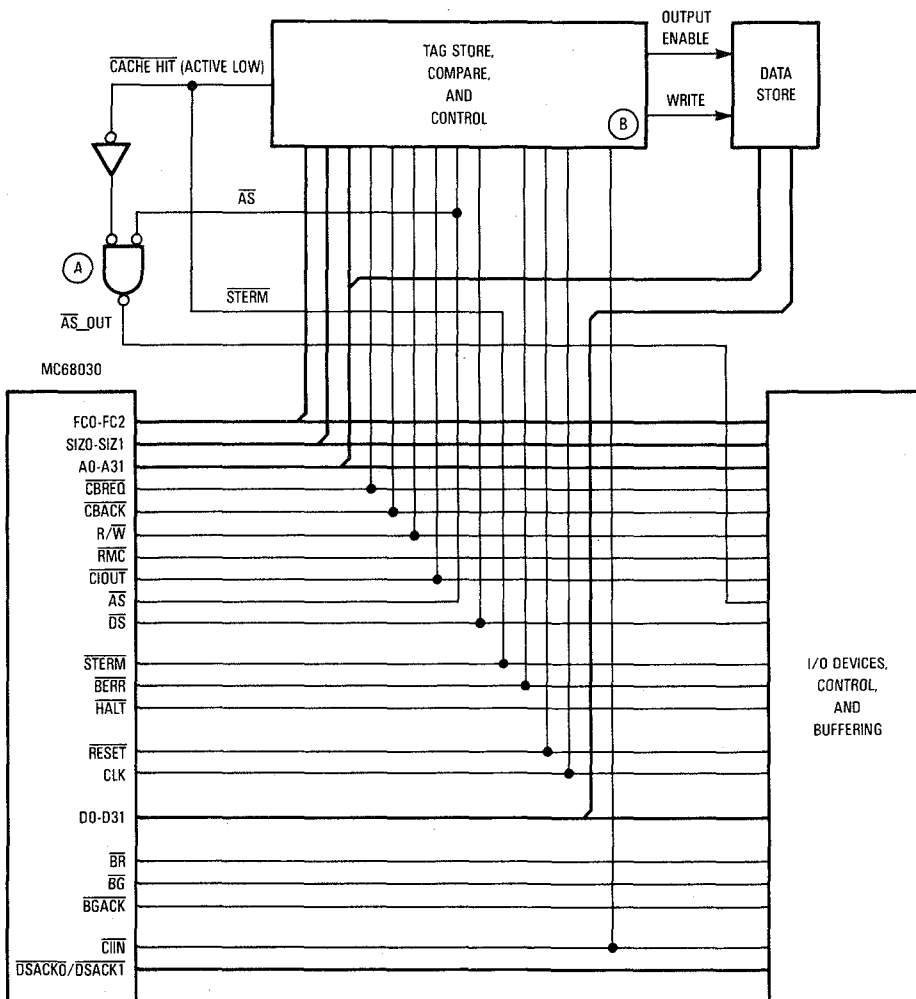 OUTPUT
ENABLE
TAG STORE,
COMPARE,
AND
CONTROL
CACHE HIT (ACTIVE LOW)
DATA
STORE
WRITE
B
AS
A
STERM
AS_OUT
MC68030
FC0-FC2
SIZ0-SIZ1
A0-A31
CBREQ
CBACK
R/W
RMC
CIOUT
AS
DS
STERM
BERR
HALT
I/O DEVICES,
CONTROL,
AND
BUFFERING
RESET
CLK
D0-D31
BR
BG
BGACK
CIIN
DSACK0/DSACK1